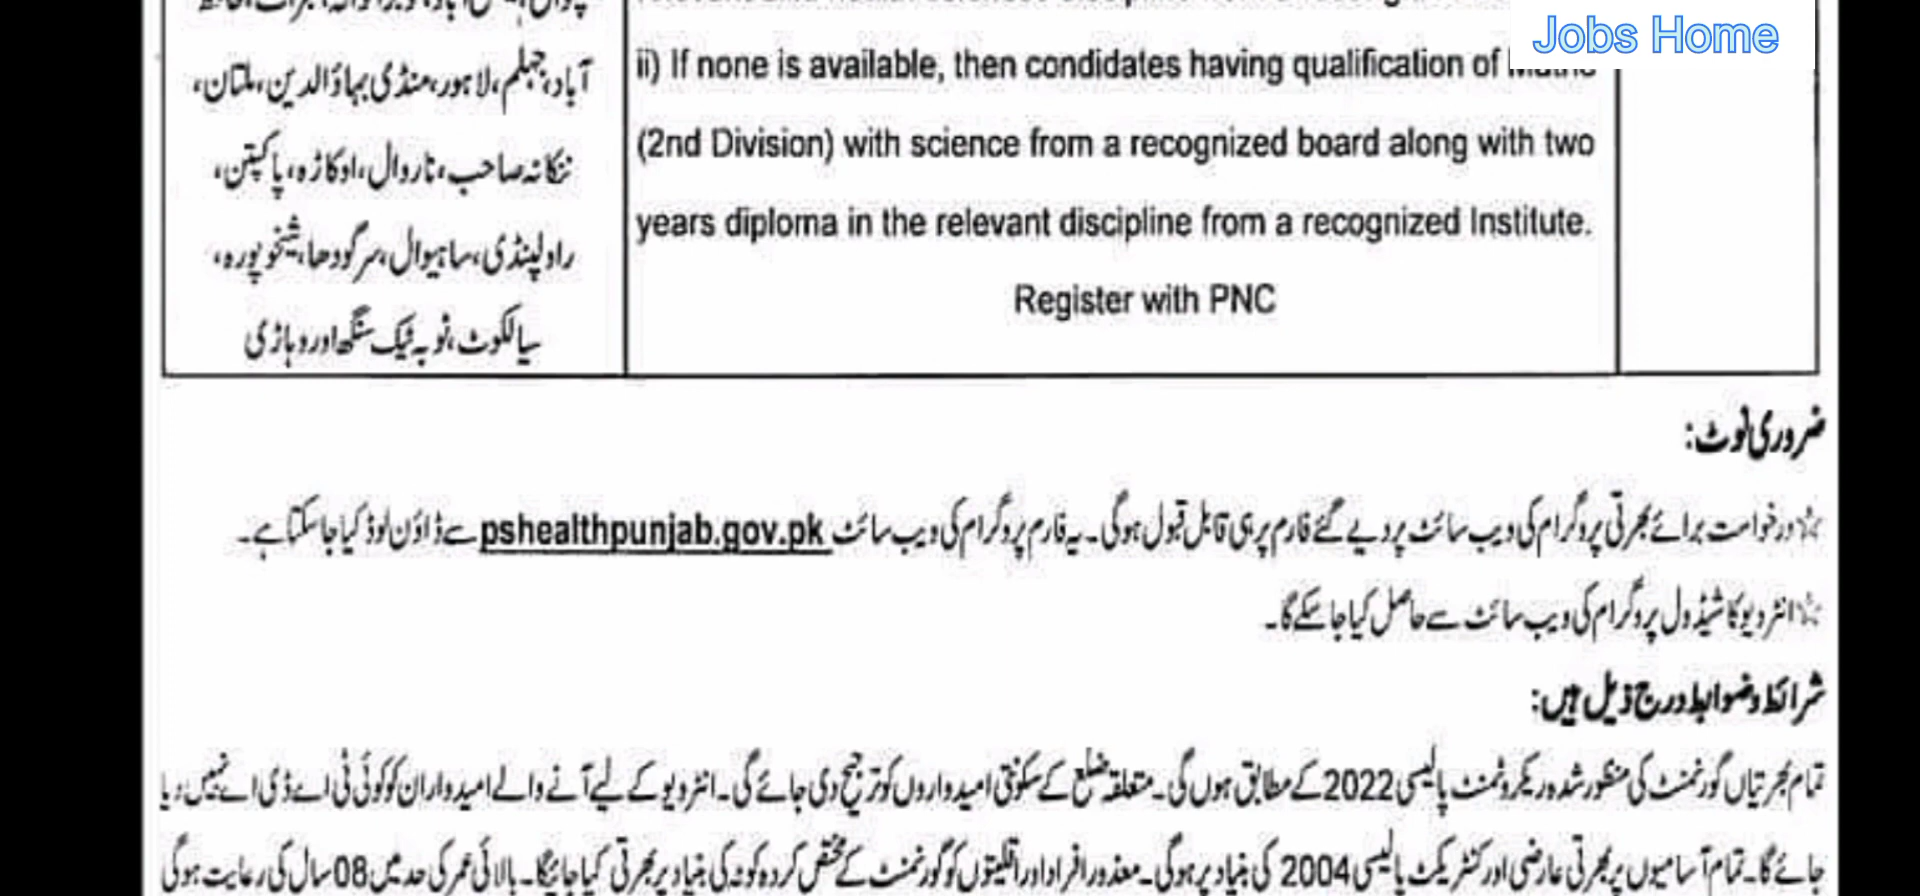 Jobs Home
آباد، جہلم، لاہور، منڈی بہاؤالدین، ملتان،
ننکانہ صاحب، نارووال، اوکاڑہ، پاکپتن،
راولپنڈی، ساہیوال، سرگودھا، شیخوپورہ،
سیالکوٹ، ٹوبہ ٹیک سنگھ اور وہاڑی
ii) If none is available, then condidates having qualification of
(2nd Division) with science from a recognized board along with two
years diploma in the relevant discipline from a recognized Institute.
Register with PNC
ضروری نوٹ:
☆ درخواست برائے بھرتی پروگرام کی ویب سائٹ پر دیے گئے فارم پر ہی قابل قبول ہوگی۔ یہ فارم پروگرام کی ویب سائٹ pshealthpunjab.gov.pk سے ڈاؤن لوڈ کیا جا سکتا ہے۔
☆ انٹرویو کا شیڈول پروگرام کی ویب سائٹ سے حاصل کیا جا سکے گا۔
شرائط و ضوابط درج ذیل ہیں:
تمام بھرتیاں گورنمنٹ کی منظور شدہ ریکروٹمنٹ پالیسی 2022 کے مطابق ہوں گی۔ متعلقہ ضلع کے سکونتی امیدواروں کو ترجیح دی جائے گی۔ انٹرویو کے لیے آنے والے امیدواران کو کوئی ٹی اے ڈی اے نہیں دیا
جائے گا۔ تمام آسامیوں پر بھرتی عارضی اور کنٹریکٹ پالیسی 2004 کی بنیاد پر ہوگی۔ معذور افراد اور اقلیتوں کو گورنمنٹ کے مختص کردہ کوٹہ کی بنیاد پر بھرتی کیا جائیگا۔ بالائی عمر کی حد میں 08 سال کی رعایت ہوگی